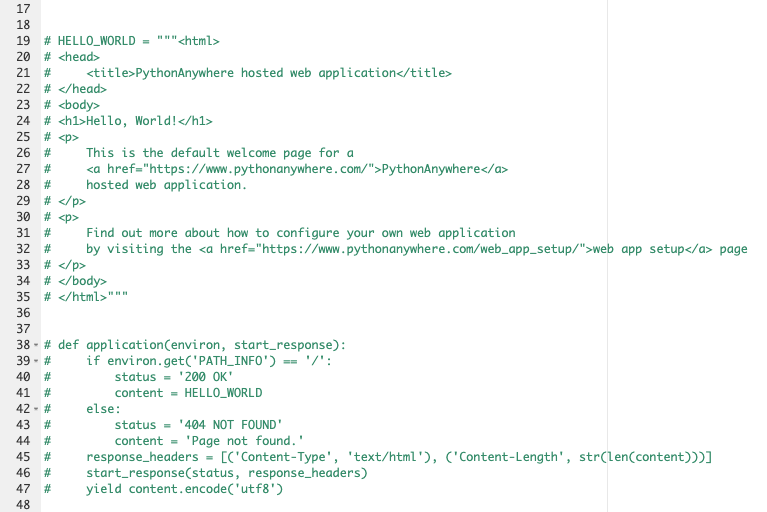 17
18
19 # HELLO_WORLD = """<html>
20 # <head>
21 #     <title>PythonAnywhere hosted web application</title>
22 # </head>
23 # <body>
24 # <h1>Hello, World!</h1>
25 # <p>
26 #     This is the default welcome page for a
27 #     <a href="https://www.pythonanywhere.com/">PythonAnywhere</a>
28 #     hosted web application.
29 # </p>
30 # <p>
31 #     Find out more about how to configure your own web application
32 #     by visiting the <a href="https://www.pythonanywhere.com/web_app_setup/">web app setup</a> page
33 # </p>
34 # </body>
35 # </html>"""
36
37
38 # def application(environ, start_response):
39 #     if environ.get('PATH_INFO') == '/':
40 #         status = '200 OK'
41 #         content = HELLO_WORLD
42 #     else:
43 #         status = '404 NOT FOUND'
44 #         content = 'Page not found.'
45 #     response_headers = [('Content-Type', 'text/html'), ('Content-Length', str(len(content)))]
46 #     start_response(status, response_headers)
47 #     yield content.encode('utf8')
48